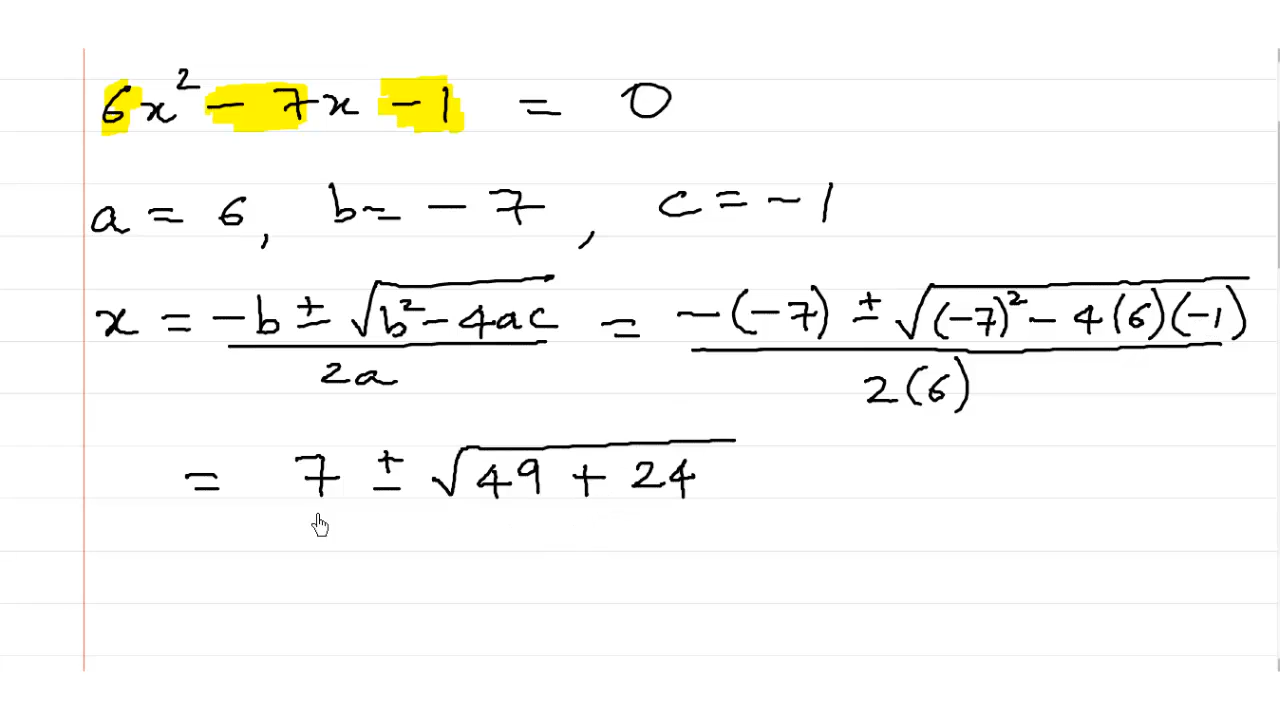 6x² - 7x - 1 = 0
a = 6, b = - 7, c = - 1
x = -b ± √(b² - 4ac) / 2a = -(-7) ± √((-7)² - 4(6)(-1)) / 2(6)
= 7 ± √(49 + 24)